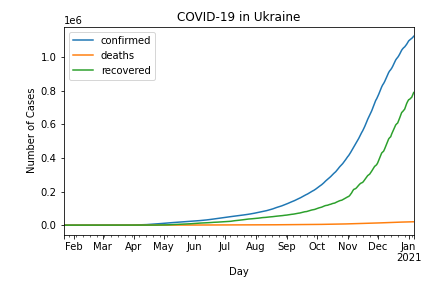 COVID-19 in Ukraine
1e6
confirmed
deaths
recovered
1.0
0.8
0.6
0.4
0.2
0.0
Number of Cases
Feb Mar Apr May Jun Jul Aug Sep Oct Nov Dec Jan
2021
Day